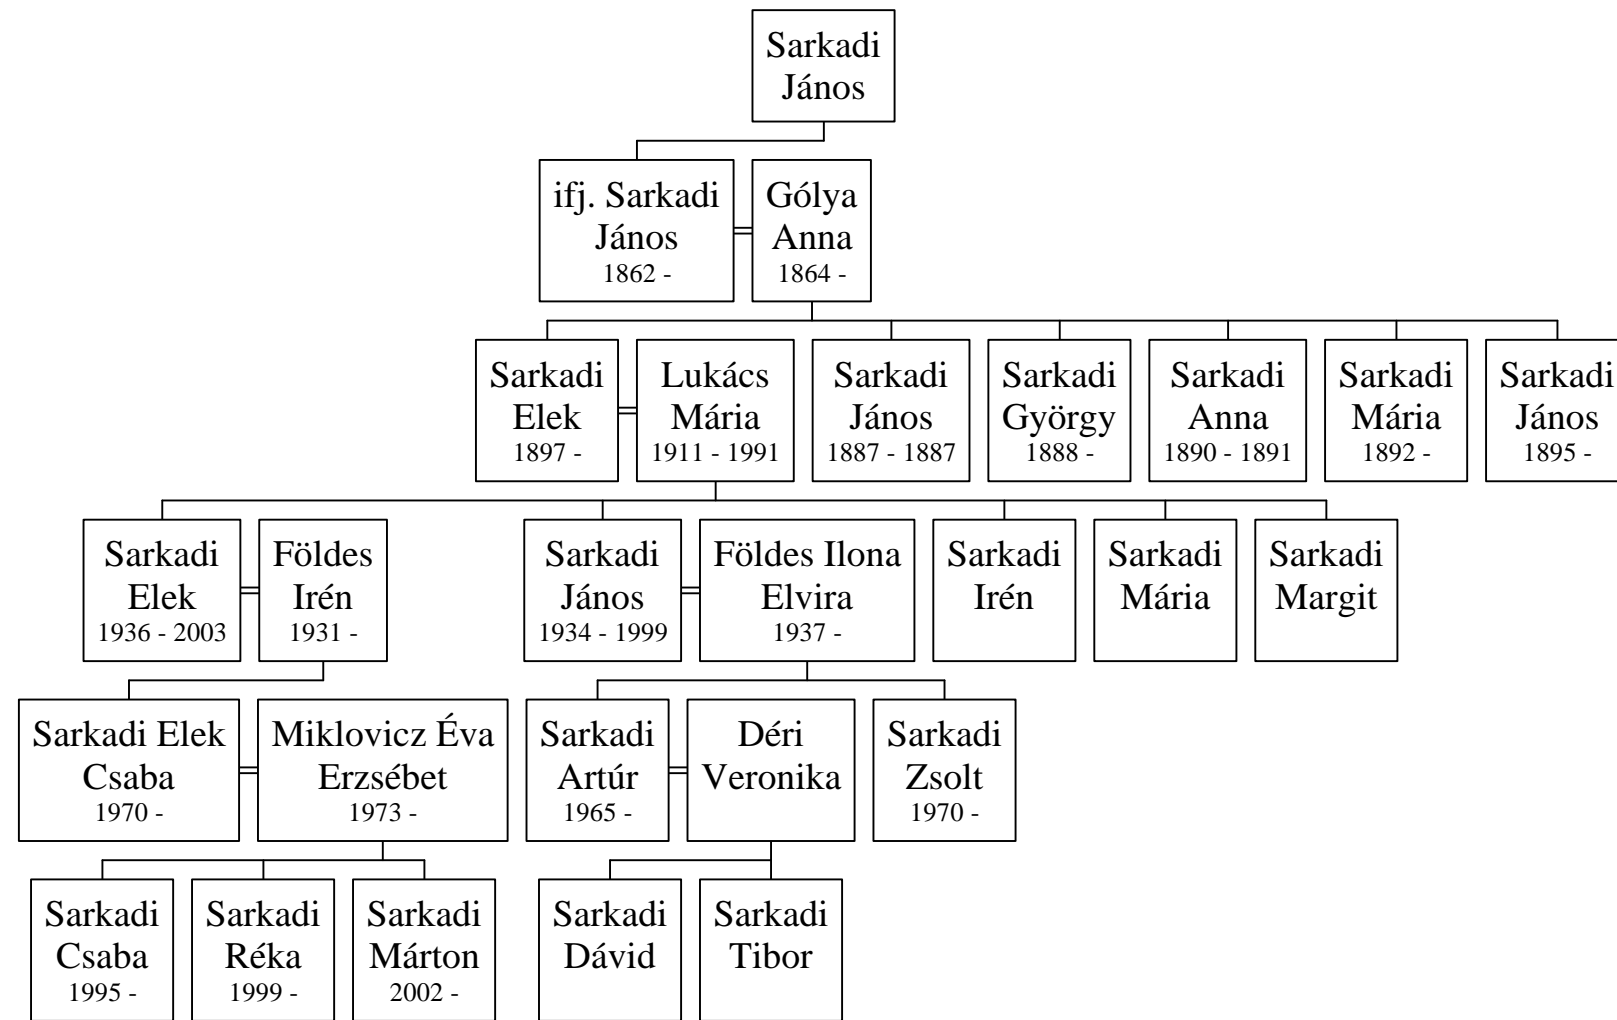 Sarkadi
János
ifj. Sarkadi
János
1862 -
Gólya
Anna
1864 -
Sarkadi
Elek
1897 -
Lukács
Mária
1911 - 1991
Sarkadi
János
1887 - 1887
Sarkadi
György
1888 -
Sarkadi
Anna
1890 - 1891
Sarkadi
Mária
1892 -
Sarkadi
János
1895 -
Sarkadi
Elek
1936 - 2003
Földes
Irén
1931 -
Sarkadi
János
1934 - 1999
Földes Ilona
Elvira
1937 -
Sarkadi
Irén
Sarkadi
Mária
Sarkadi
Margit
Sarkadi Elek
Csaba
1970 -
Miklovicz Éva
Erzsébet
1973 -
Sarkadi
Artúr
1965 -
Déri
Veronika
Sarkadi
Zsolt
1970 -
Sarkadi
Csaba
1995 -
Sarkadi
Réka
1999 -
Sarkadi
Márton
2002 -
Sarkadi
Dávid
Sarkadi
Tibor